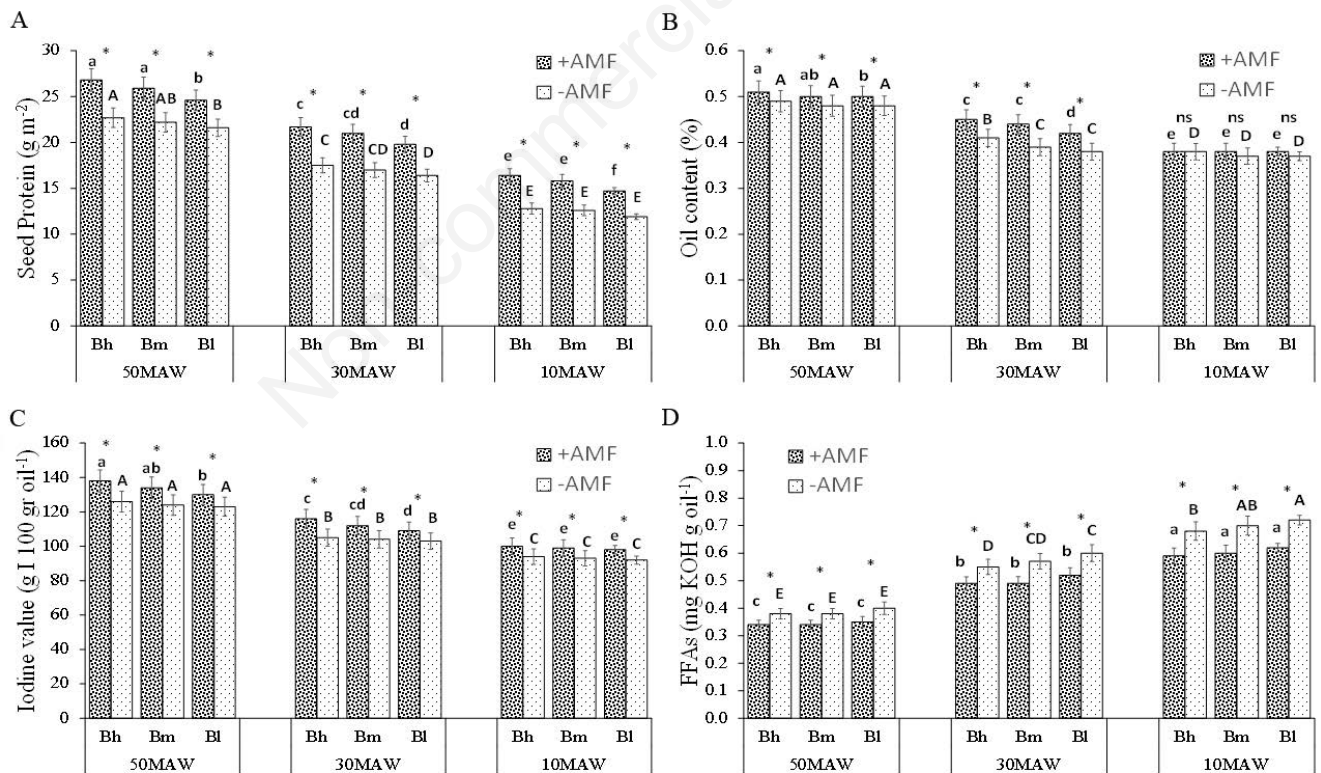 A
Seed Protein (g m-2)
30
25
20
15
10
5
0
+AMF
-AMF
* * * * * * * * *
a A a AB b B c C cd CD d D e E e E f E
Bh Bm Bl Bh Bm Bl Bh Bm Bl
50MAW 30MAW 10MAW
B
Oil content (%)
0.6
0.5
0.4
0.3
0.2
0.1
0.0
+AMF
-AMF
* * * * * * ns ns ns
a A ab A b A c B c C d C e D e D e D
Bh Bm Bl Bh Bm Bl Bh Bm Bl
50MAW 30MAW 10MAW
C
Iodine value (g I 100 gr oil-1)
160
140
120
100
80
60
40
20
0
+AMF
-AMF
* * * * * * * * *
a A ab A b A c B cd B d B e C e C e C
Bh Bm Bl Bh Bm Bl Bh Bm Bl
50MAW 30MAW 10MAW
D
FFAs (mg KOH g oil-1)
1.0
0.9
0.8
0.7
0.6
0.5
0.4
0.3
0.2
0.1
0.0
+AMF
-AMF
* * * * * * * * *
c E c E c E b D b CD b C a B a AB a A
Bh Bm Bl Bh Bm Bl Bh Bm Bl
50MAW 30MAW 10MAW
Non-commercial